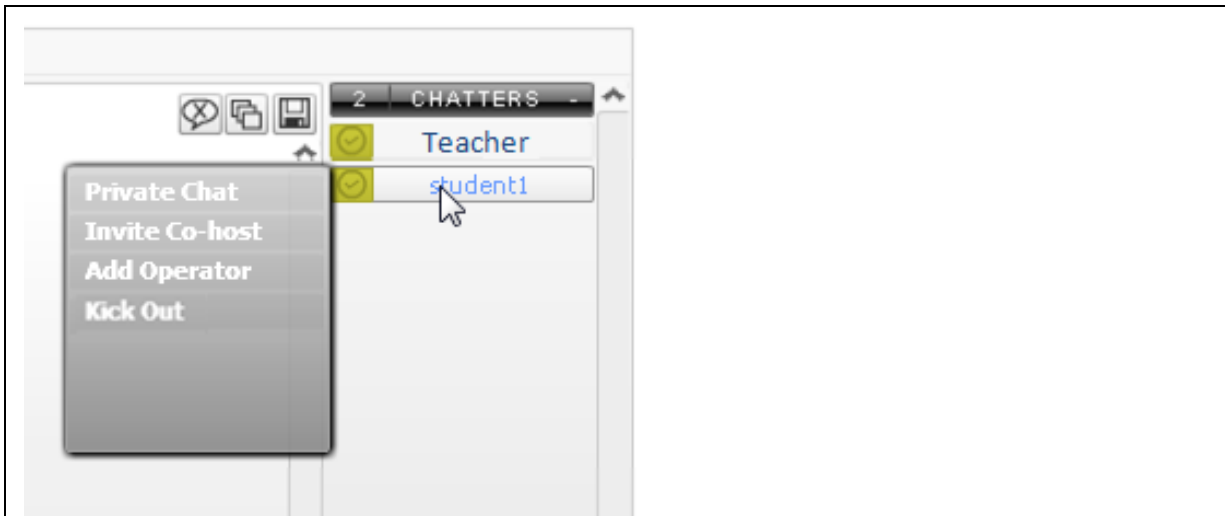 2 CHATTERS -
Teacher
student1
Private Chat
Invite Co-host
Add Operator
Kick Out